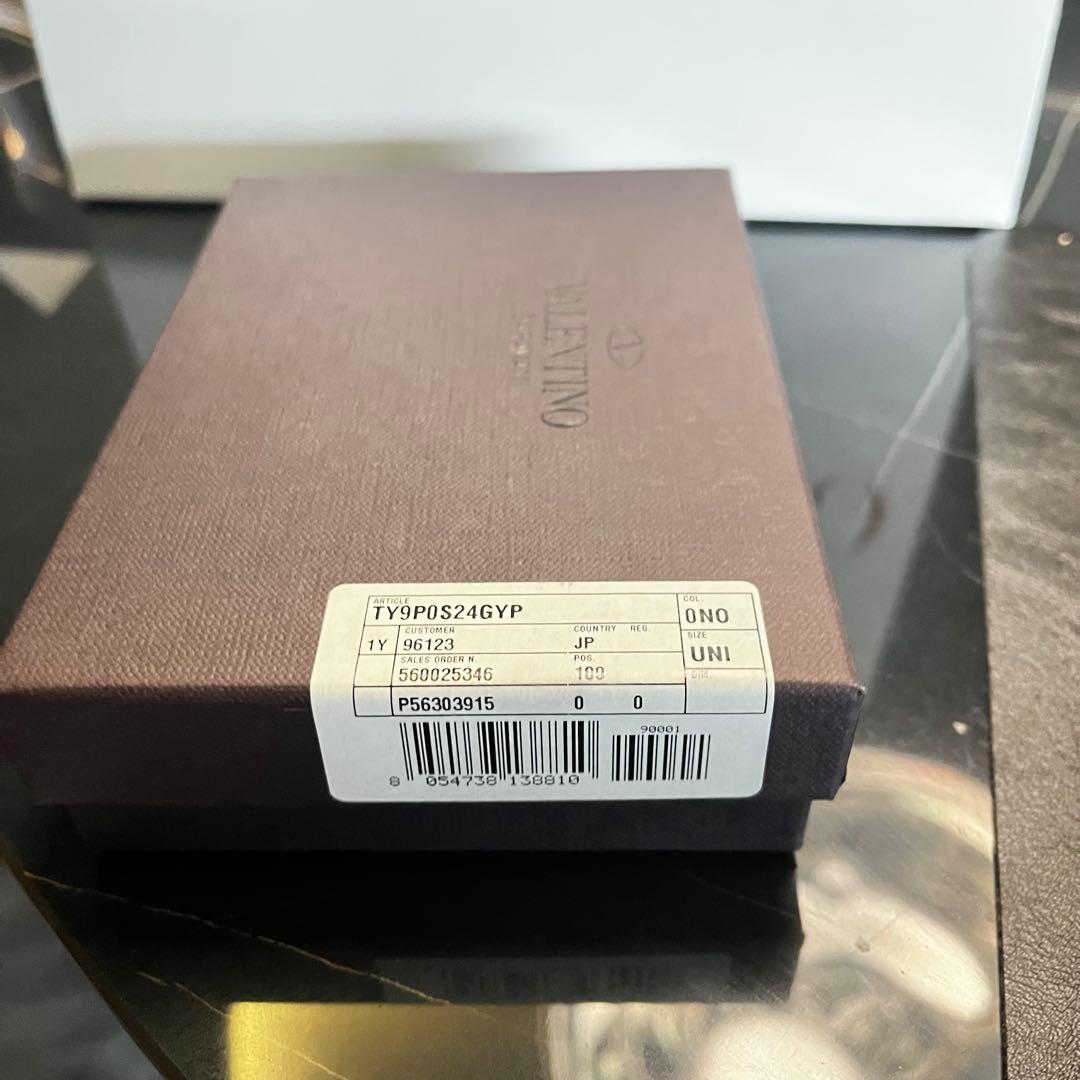 VALENTINO
ARTICLE
TY9P0S24GYP
COL.
0NO
1Y
CUSTOMER
96123
COUNTRY REG.
JP
SIZE
UNI
SALES ORDER N.
560025346
POS.
100
DIM.
P56303915 0 0
90001
8 054738 138810